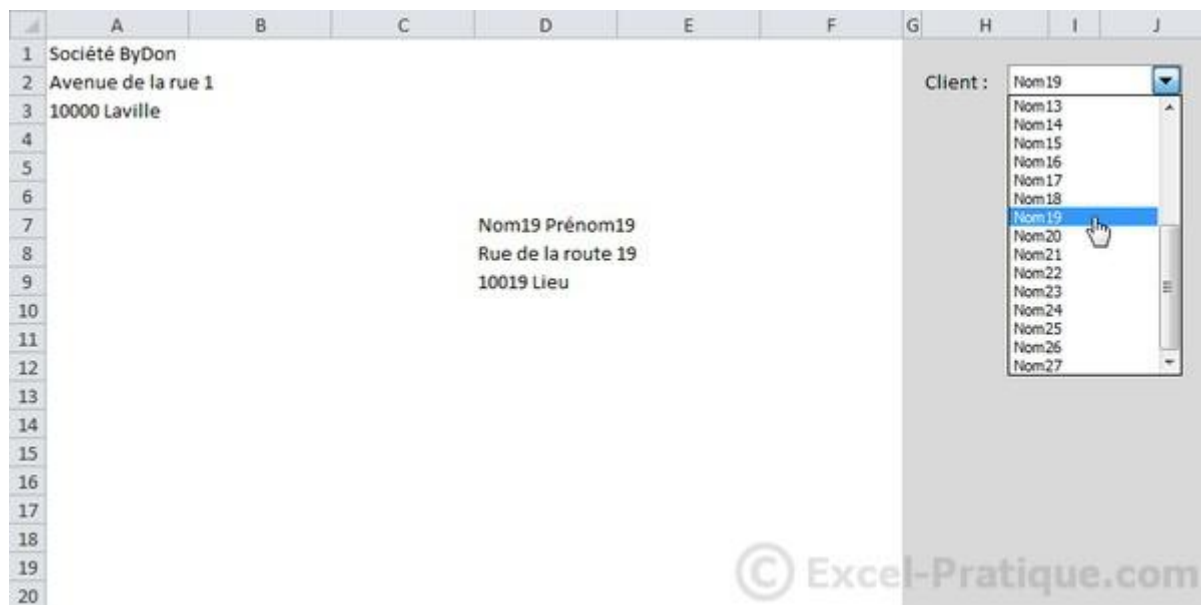 A B C D E F G H I J
1 Société ByDon
2 Avenue de la rue 1 Client : Nom19
3 10000 Laville Nom13
Nom14
4
Nom15
5
Nom16
Nom17
6
Nom18
7 Nom19 Prénom19 Nom19
Nom20
8 Rue de la route 19
Nom21
9 10019 Lieu Nom22
Nom23
10
Nom24
11
Nom25
Nom26
12
Nom27
13
14
15
16
17
18
19 © Excel-Pratique.com
20